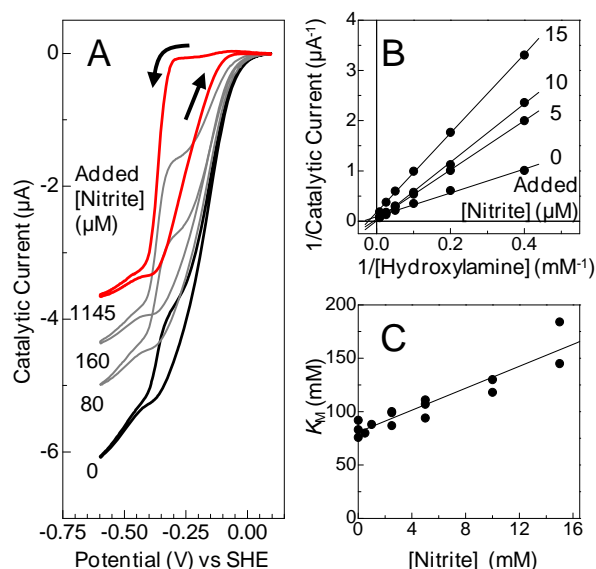 A
0
-2
-4
-6
Catalytic Current (µA)
Added
[Nitrite]
(µM)
1145
160
80
0
-0.75
-0.50
-0.25
0.00
Potential (V) vs SHE
B
4
3
2
1
0
1/Catalytic Current (µA-1)
15
10
5
0
Added
[Nitrite] (µM)
0.0
0.1
0.2
0.3
0.4
0.5
1/[Hydroxylamine] (mM-1)
C
200
150
100
50
0
KM (mM)
0
4
8
12
16
[Nitrite] (mM)